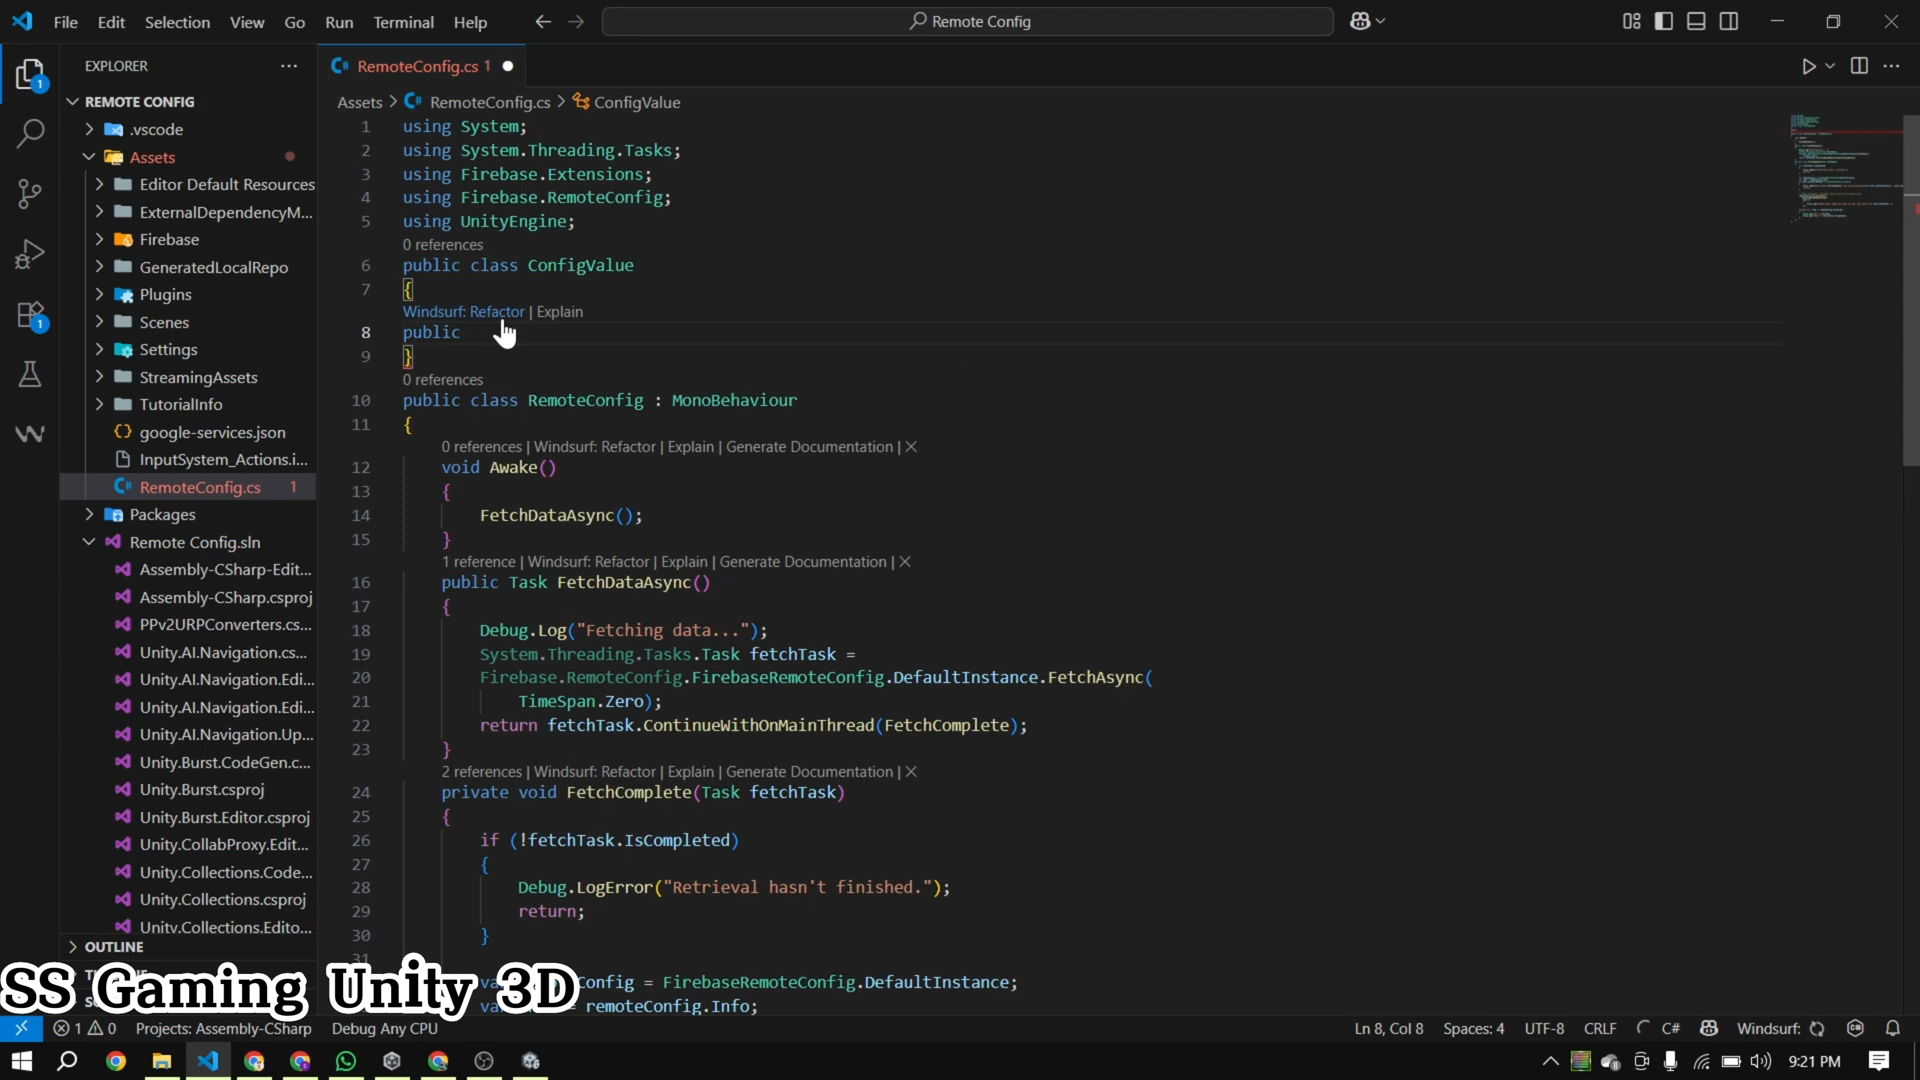 File Edit Selection View Go Run Terminal Help
Remote Config
EXPLORER
RemoteConfig.cs 1
REMOTE CONFIG
Assets > RemoteConfig.cs > ConfigValue
.vscode
Assets
Editor Default Resources
ExternalDependencyM...
Firebase
GeneratedLocalRepo
Plugins
Scenes
Settings
StreamingAssets
TutorialInfo
google-services.json
InputSystem_Actions.i...
RemoteConfig.cs 1
Packages
Remote Config.sln
Assembly-CSharp-Edit...
Assembly-CSharp.csproj
PPv2URPConverters.cs...
Unity.AI.Navigation.cs...
Unity.AI.Navigation.Edi...
Unity.AI.Navigation.Edi...
Unity.AI.Navigation.Up...
Unity.Burst.CodeGen.c...
Unity.Burst.csproj
Unity.Burst.Editor.csproj
Unity.CollabProxy.Edit...
Unity.Collections.Code...
Unity.Collections.csproj
Unity.Collections.Edito...
OUTLINE
1 using System;
2 using System.Threading.Tasks;
3 using Firebase.Extensions;
4 using Firebase.RemoteConfig;
5 using UnityEngine;
0 references
6 public class ConfigValue
7 {
Windsurf: Refactor | Explain
8 public
9 }
0 references
10 public class RemoteConfig : MonoBehaviour
11 {
0 references | Windsurf: Refactor | Explain | Generate Documentation | ✕
12 void Awake()
13 {
14 FetchDataAsync();
15 }
1 reference | Windsurf: Refactor | Explain | Generate Documentation | ✕
16 public Task FetchDataAsync()
17 {
18 Debug.Log("Fetching data...");
19 System.Threading.Tasks.Task fetchTask =
20 Firebase.RemoteConfig.FirebaseRemoteConfig.DefaultInstance.FetchAsync(
21 TimeSpan.Zero);
22 return fetchTask.ContinueWithOnMainThread(FetchComplete);
23 }
2 references | Windsurf: Refactor | Explain | Generate Documentation | ✕
24 private void FetchComplete(Task fetchTask)
25 {
26 if (!fetchTask.IsCompleted)
27 {
28 Debug.LogError("Retrieval hasn't finished.");
29 return;
30 }
31
Config = FirebaseRemoteConfig.DefaultInstance;
= remoteConfig.Info;
SS Gaming Unity 3D
1 0 Projects: Assembly-CSharp Debug Any CPU Ln 8, Col 8 Spaces: 4 UTF-8 CRLF C# Windsurf:
9:21 PM